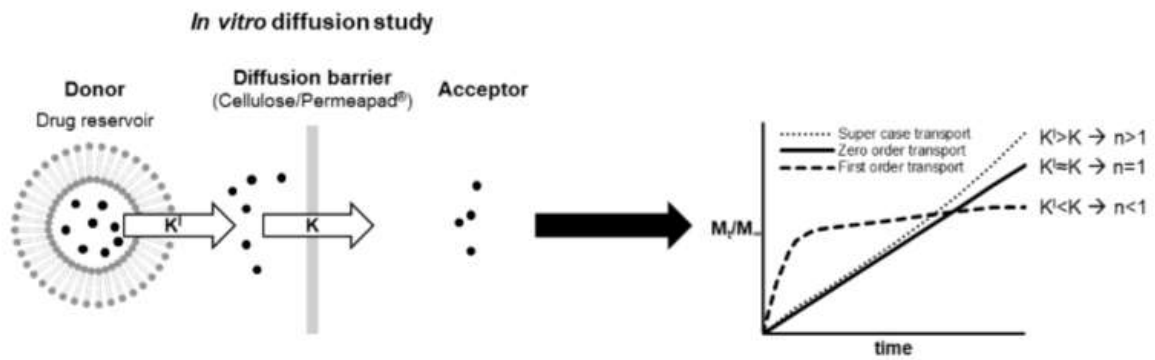 In vitro diffusion study
Donor
Drug reservoir
Diffusion barrier
(Cellulose/Permeapad®)
Acceptor
Kᴵ
K
Mₜ/M∞
Super case transport
Zero order transport
First order transport
Kᴵ>K → n>1
Kᴵ≈K → n=1
Kᴵ<K → n<1
time